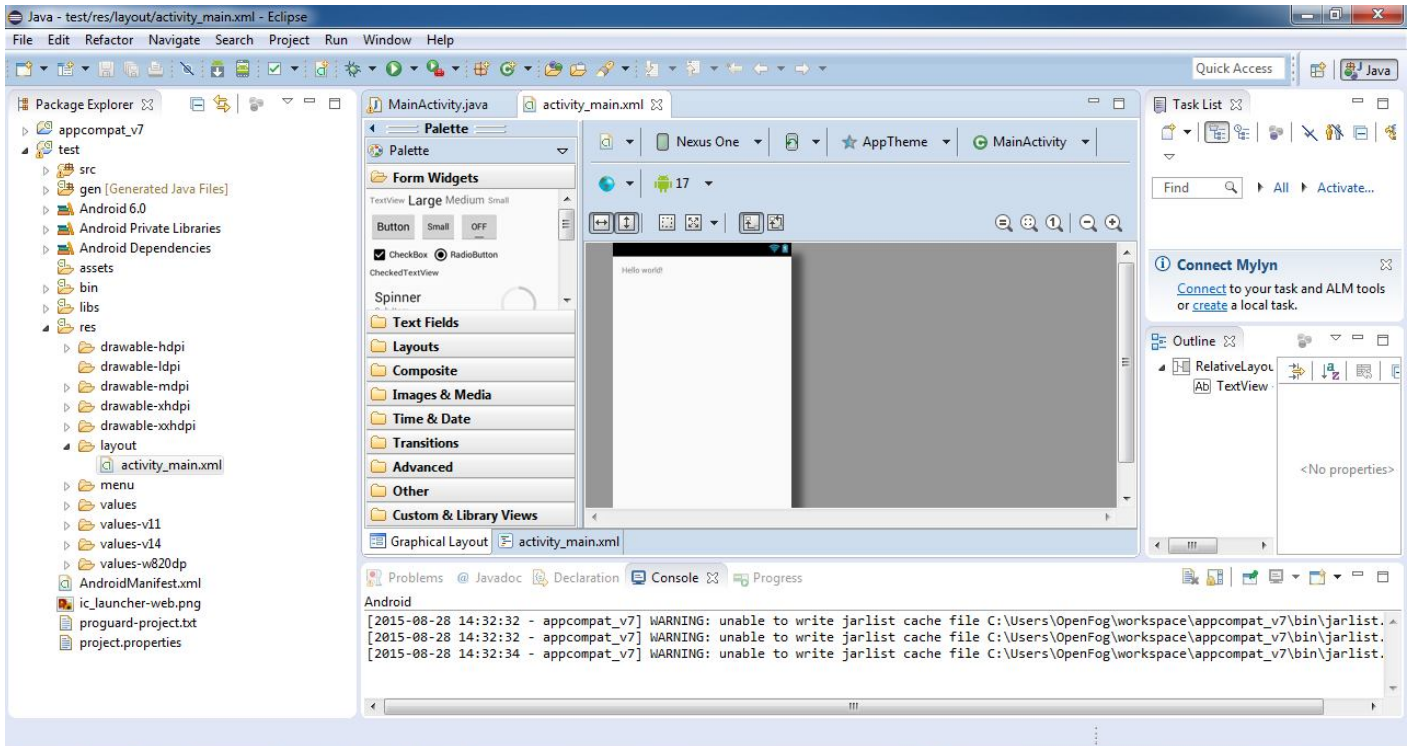 Java - test/res/layout/activity_main.xml - Eclipse
File Edit Refactor Navigate Search Project Run Window Help
Quick Access
Java
Package Explorer
appcompat_v7
test
src
gen [Generated Java Files]
Android 6.0
Android Private Libraries
Android Dependencies
assets
bin
libs
res
drawable-hdpi
drawable-ldpi
drawable-mdpi
drawable-xhdpi
drawable-xxhdpi
layout
activity_main.xml
menu
values
values-v11
values-v14
values-w820dp
AndroidManifest.xml
ic_launcher-web.png
proguard-project.txt
project.properties
MainActivity.java
activity_main.xml
Palette
Palette
Form Widgets
TextView Large Medium Small
Button Small OFF
CheckBox RadioButton
CheckedTextView
Spinner
Text Fields
Layouts
Composite
Images & Media
Time & Date
Transitions
Advanced
Other
Custom & Library Views
Nexus One AppTheme MainActivity
17
Hello world!
Graphical Layout activity_main.xml
Task List
Find All Activate...
Connect Mylyn
Connect to your task and ALM tools
or create a local task.
Outline
RelativeLayou
Ab TextView
<No properties>
Problems @ Javadoc Declaration Console Progress
Android
[2015-08-28 14:32:32 - appcompat_v7] WARNING: unable to write jarlist cache file C:\Users\OpenFog\workspace\appcompat_v7\bin\jarlist.
[2015-08-28 14:32:32 - appcompat_v7] WARNING: unable to write jarlist cache file C:\Users\OpenFog\workspace\appcompat_v7\bin\jarlist.
[2015-08-28 14:32:34 - appcompat_v7] WARNING: unable to write jarlist cache file C:\Users\OpenFog\workspace\appcompat_v7\bin\jarlist.